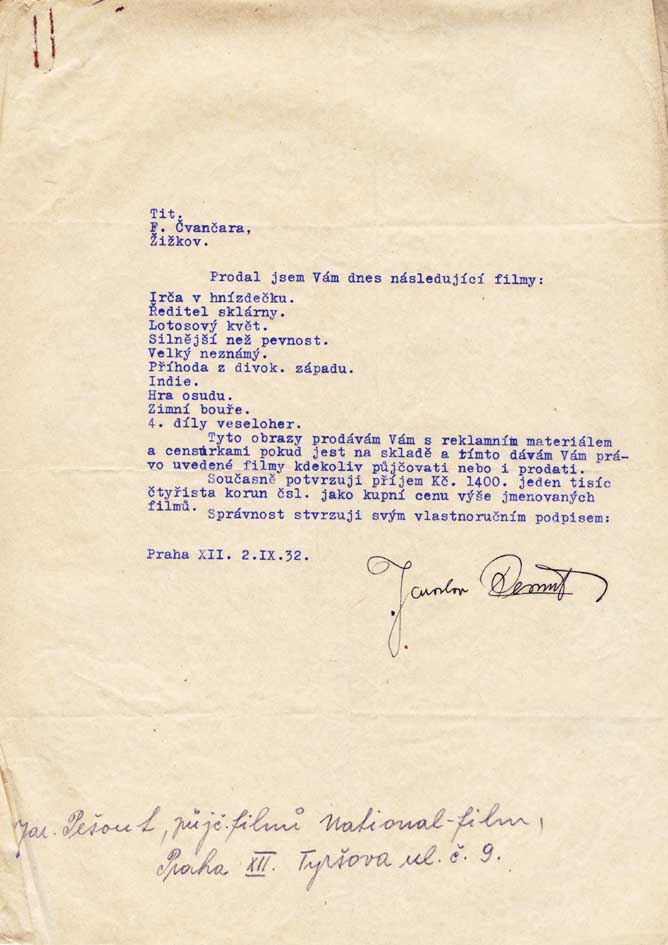 Tit.
F. Čvančara,
Žižkov.
Prodal jsem Vám dnes následující filmy:
Irča v hnízdečku.
Ředitel sklárny.
Lotosový květ.
Silnější než pevnost.
Velký neznámý.
Příhoda z divok. západu.
Indie.
Hra osudu.
Zimní bouře.
4. díly veseloher.
Tyto obrazy prodávám Vám s reklamním materiálem
a censurkami pokud jest na skladě a tímto dávám Vám prá-
vo uvedené filmy kdekoliv půjčovati nebo i prodati.
Současně potvrzuji příjem Kč. 1400. jeden tisíc
čtyřista korun čsl. jako kupní cenu výše jmenovaných
filmů.
Správnost stvrzuji svým vlastnoručním podpisem:
Praha XII. 2.IX.32.
Jaroslav
Jar. Pešout, půjč. filmů National-film,
Praha XII. Tyršova ul. č. 9.